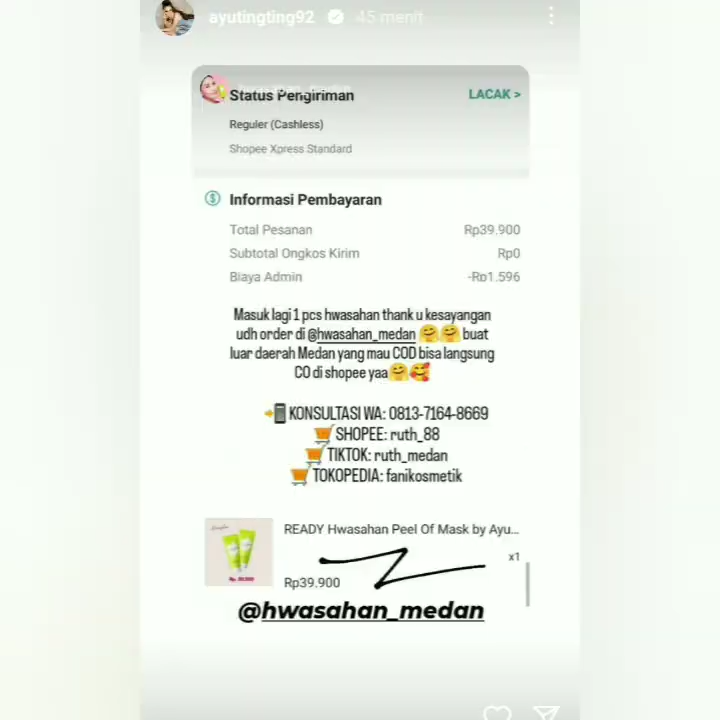 ayutingting92 45 menit
Status Pengiriman LACAK >
Reguler (Cashless)
Shopee Xpress Standard
Informasi Pembayaran
Total Pesanan Rp39.900
Subtotal Ongkos Kirim Rp0
Biaya Admin -Rp1.596
Masuk lagi 1 pcs hwasahan thank u kesayangan
udh order di @hwasahan_medan 🤗🤗 buat
luar daerah Medan yang mau COD bisa langsung
CO di shopee yaa🤗🥰
➜📱KONSULTASI WA: 0813-7164-8669
🛒SHOPEE: ruth_88
🛒TIKTOK: ruth_medan
🛒TOKOPEDIA: fanikosmetik
READY Hwasahan Peel Of Mask by Ayu...
x1
Rp39.900
@hwasahan_medan